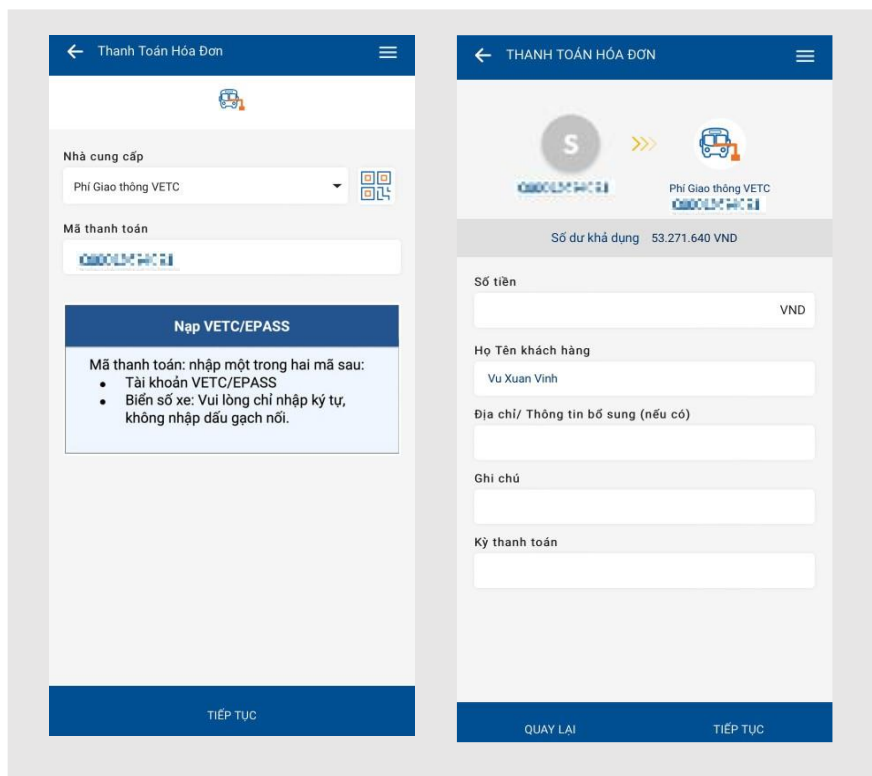 Thanh Toán Hóa Đơn
Nhà cung cấp
Phí Giao thông VETC
Mã thanh toán
Nạp VETC/EPASS
Mã thanh toán: nhập một trong hai mã sau:
• Tài khoản VETC/EPASS
• Biển số xe: Vui lòng chỉ nhập ký tự,
không nhập dấu gạch nối.
TIẾP TỤC
THANH TOÁN HÓA ĐƠN
S
Phí Giao thông VETC
Số dư khả dụng 53.271.640 VND
Số tiền
VND
Họ Tên khách hàng
Vu Xuan Vinh
Địa chỉ/ Thông tin bổ sung (nếu có)
Ghi chú
Kỳ thanh toán
QUAY LẠI TIẾP TỤC